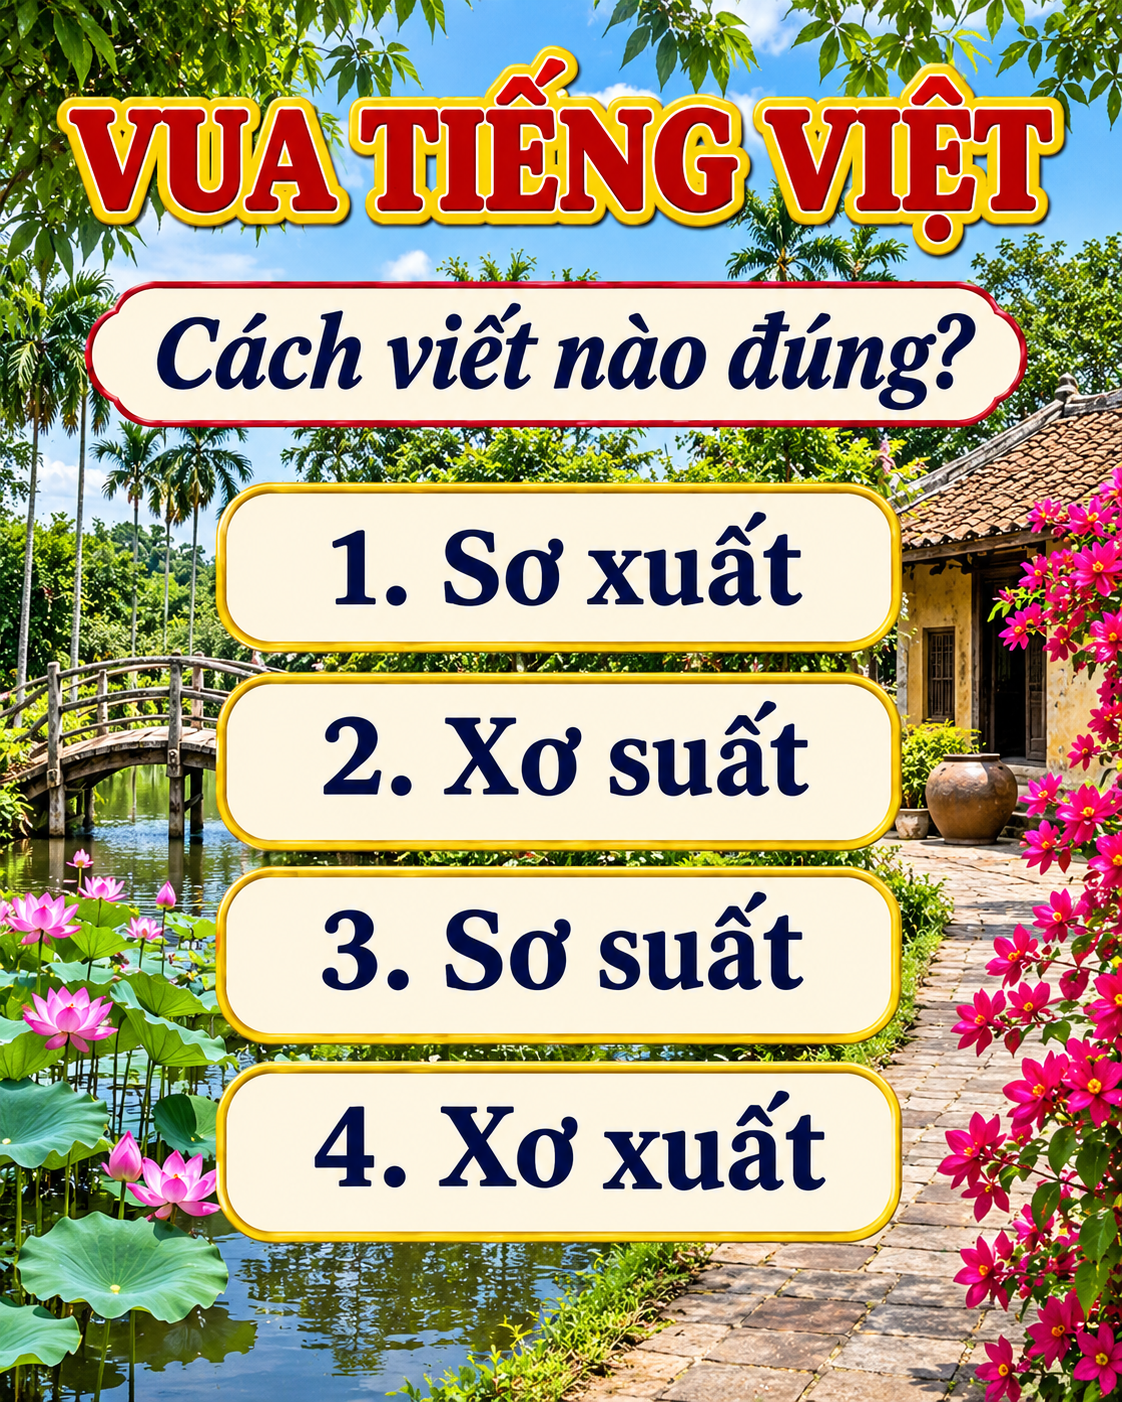 VUA TIẾNG VIỆT
Cách viết nào đúng?
1. Sơ xuất
2. Xơ suất
3. Sơ suất
4. Xơ xuất